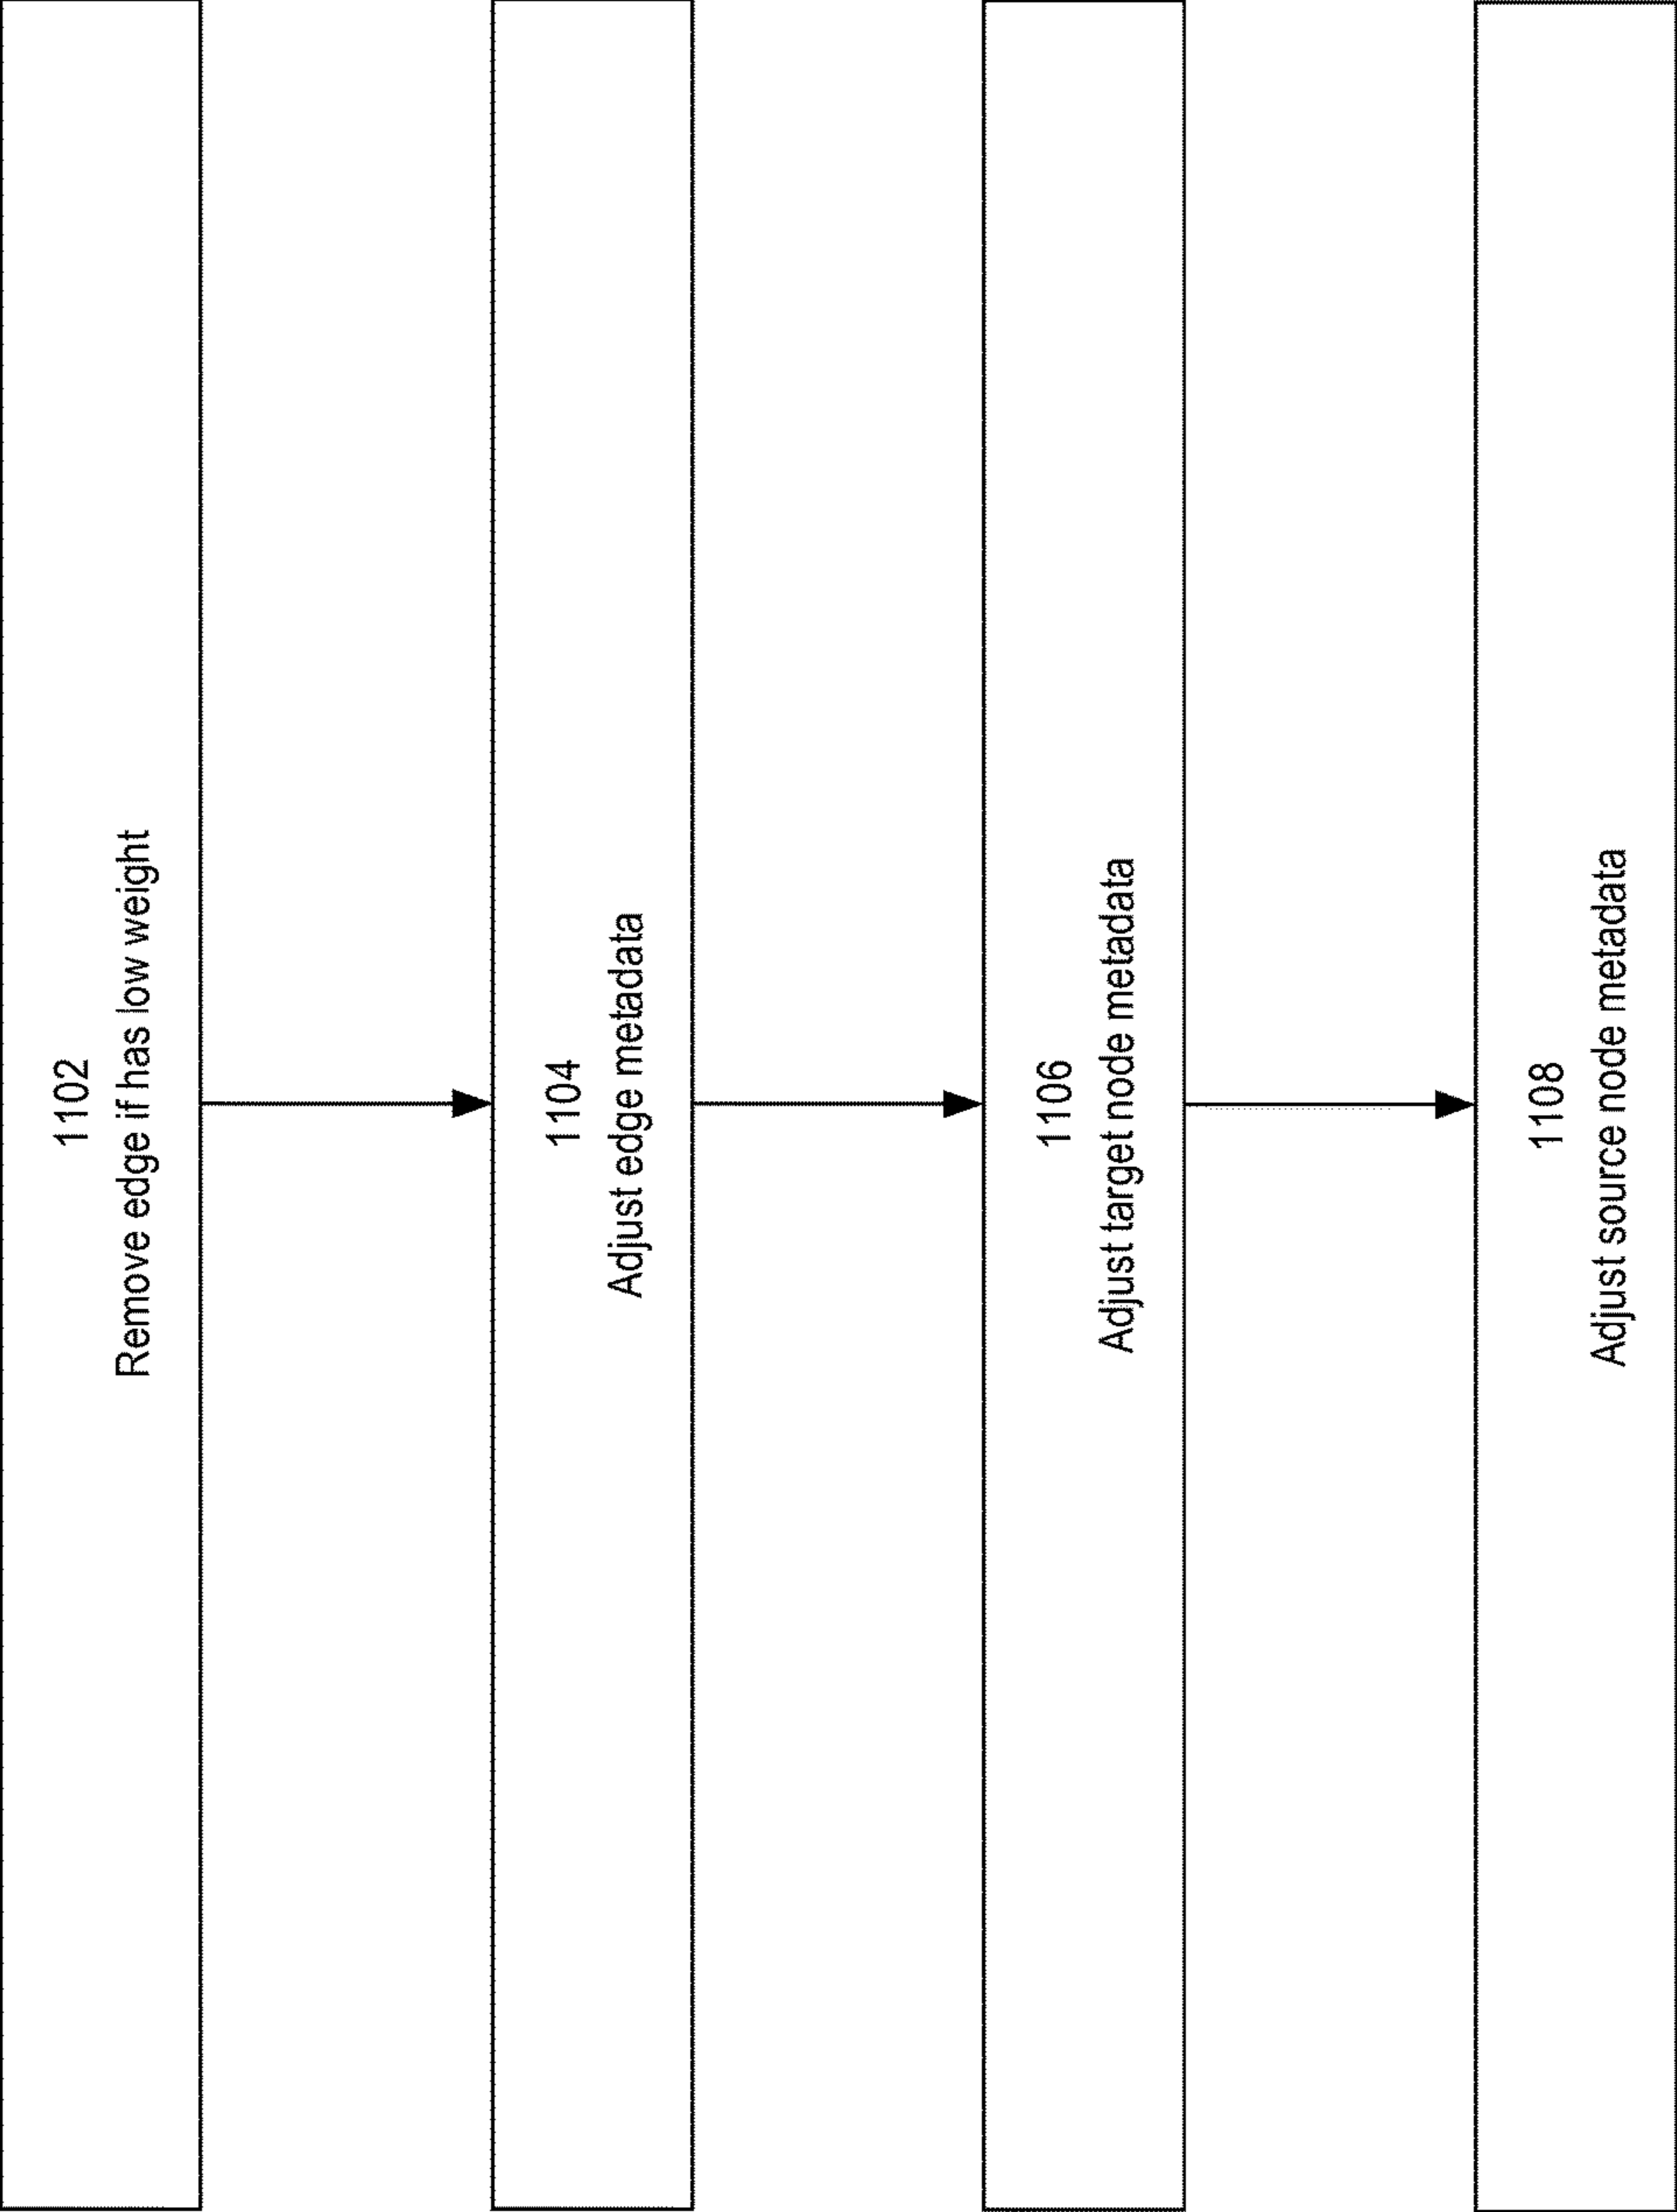 1102
Remove edge if has low weight
1104
Adjust edge metadata
1106
Adjust target node metadata
1108
Adjust source node metadata